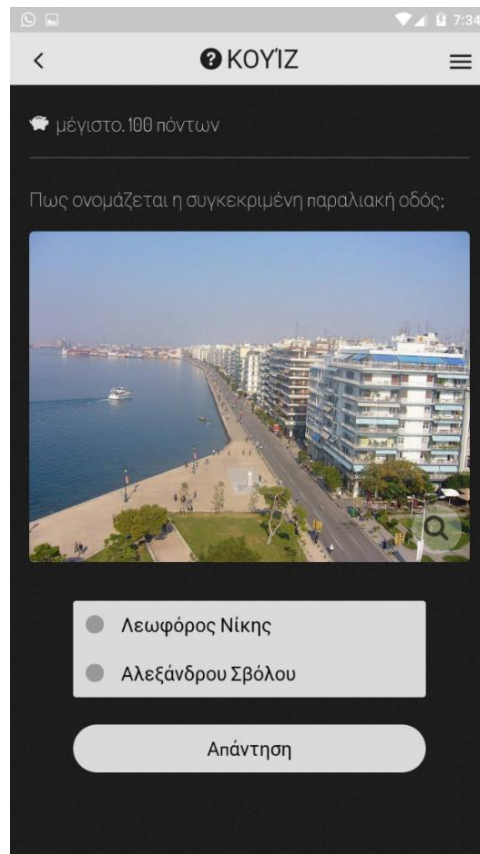 7:34
ΚΟΥΊΖ
μέγιστο.100 πόντων
Πως ονομάζεται η συγκεκριμένη παραλιακή οδός;
Λεωφόρος Νίκης
Αλεξάνδρου Σβόλου
Απάντηση